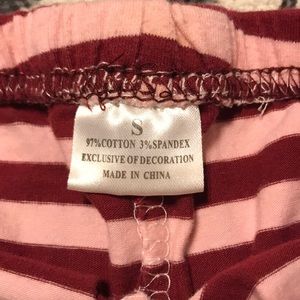 S
97%COTTON 3%SPANDEX
EXCLUSIVE OF DECORATION
MADE IN CHINA